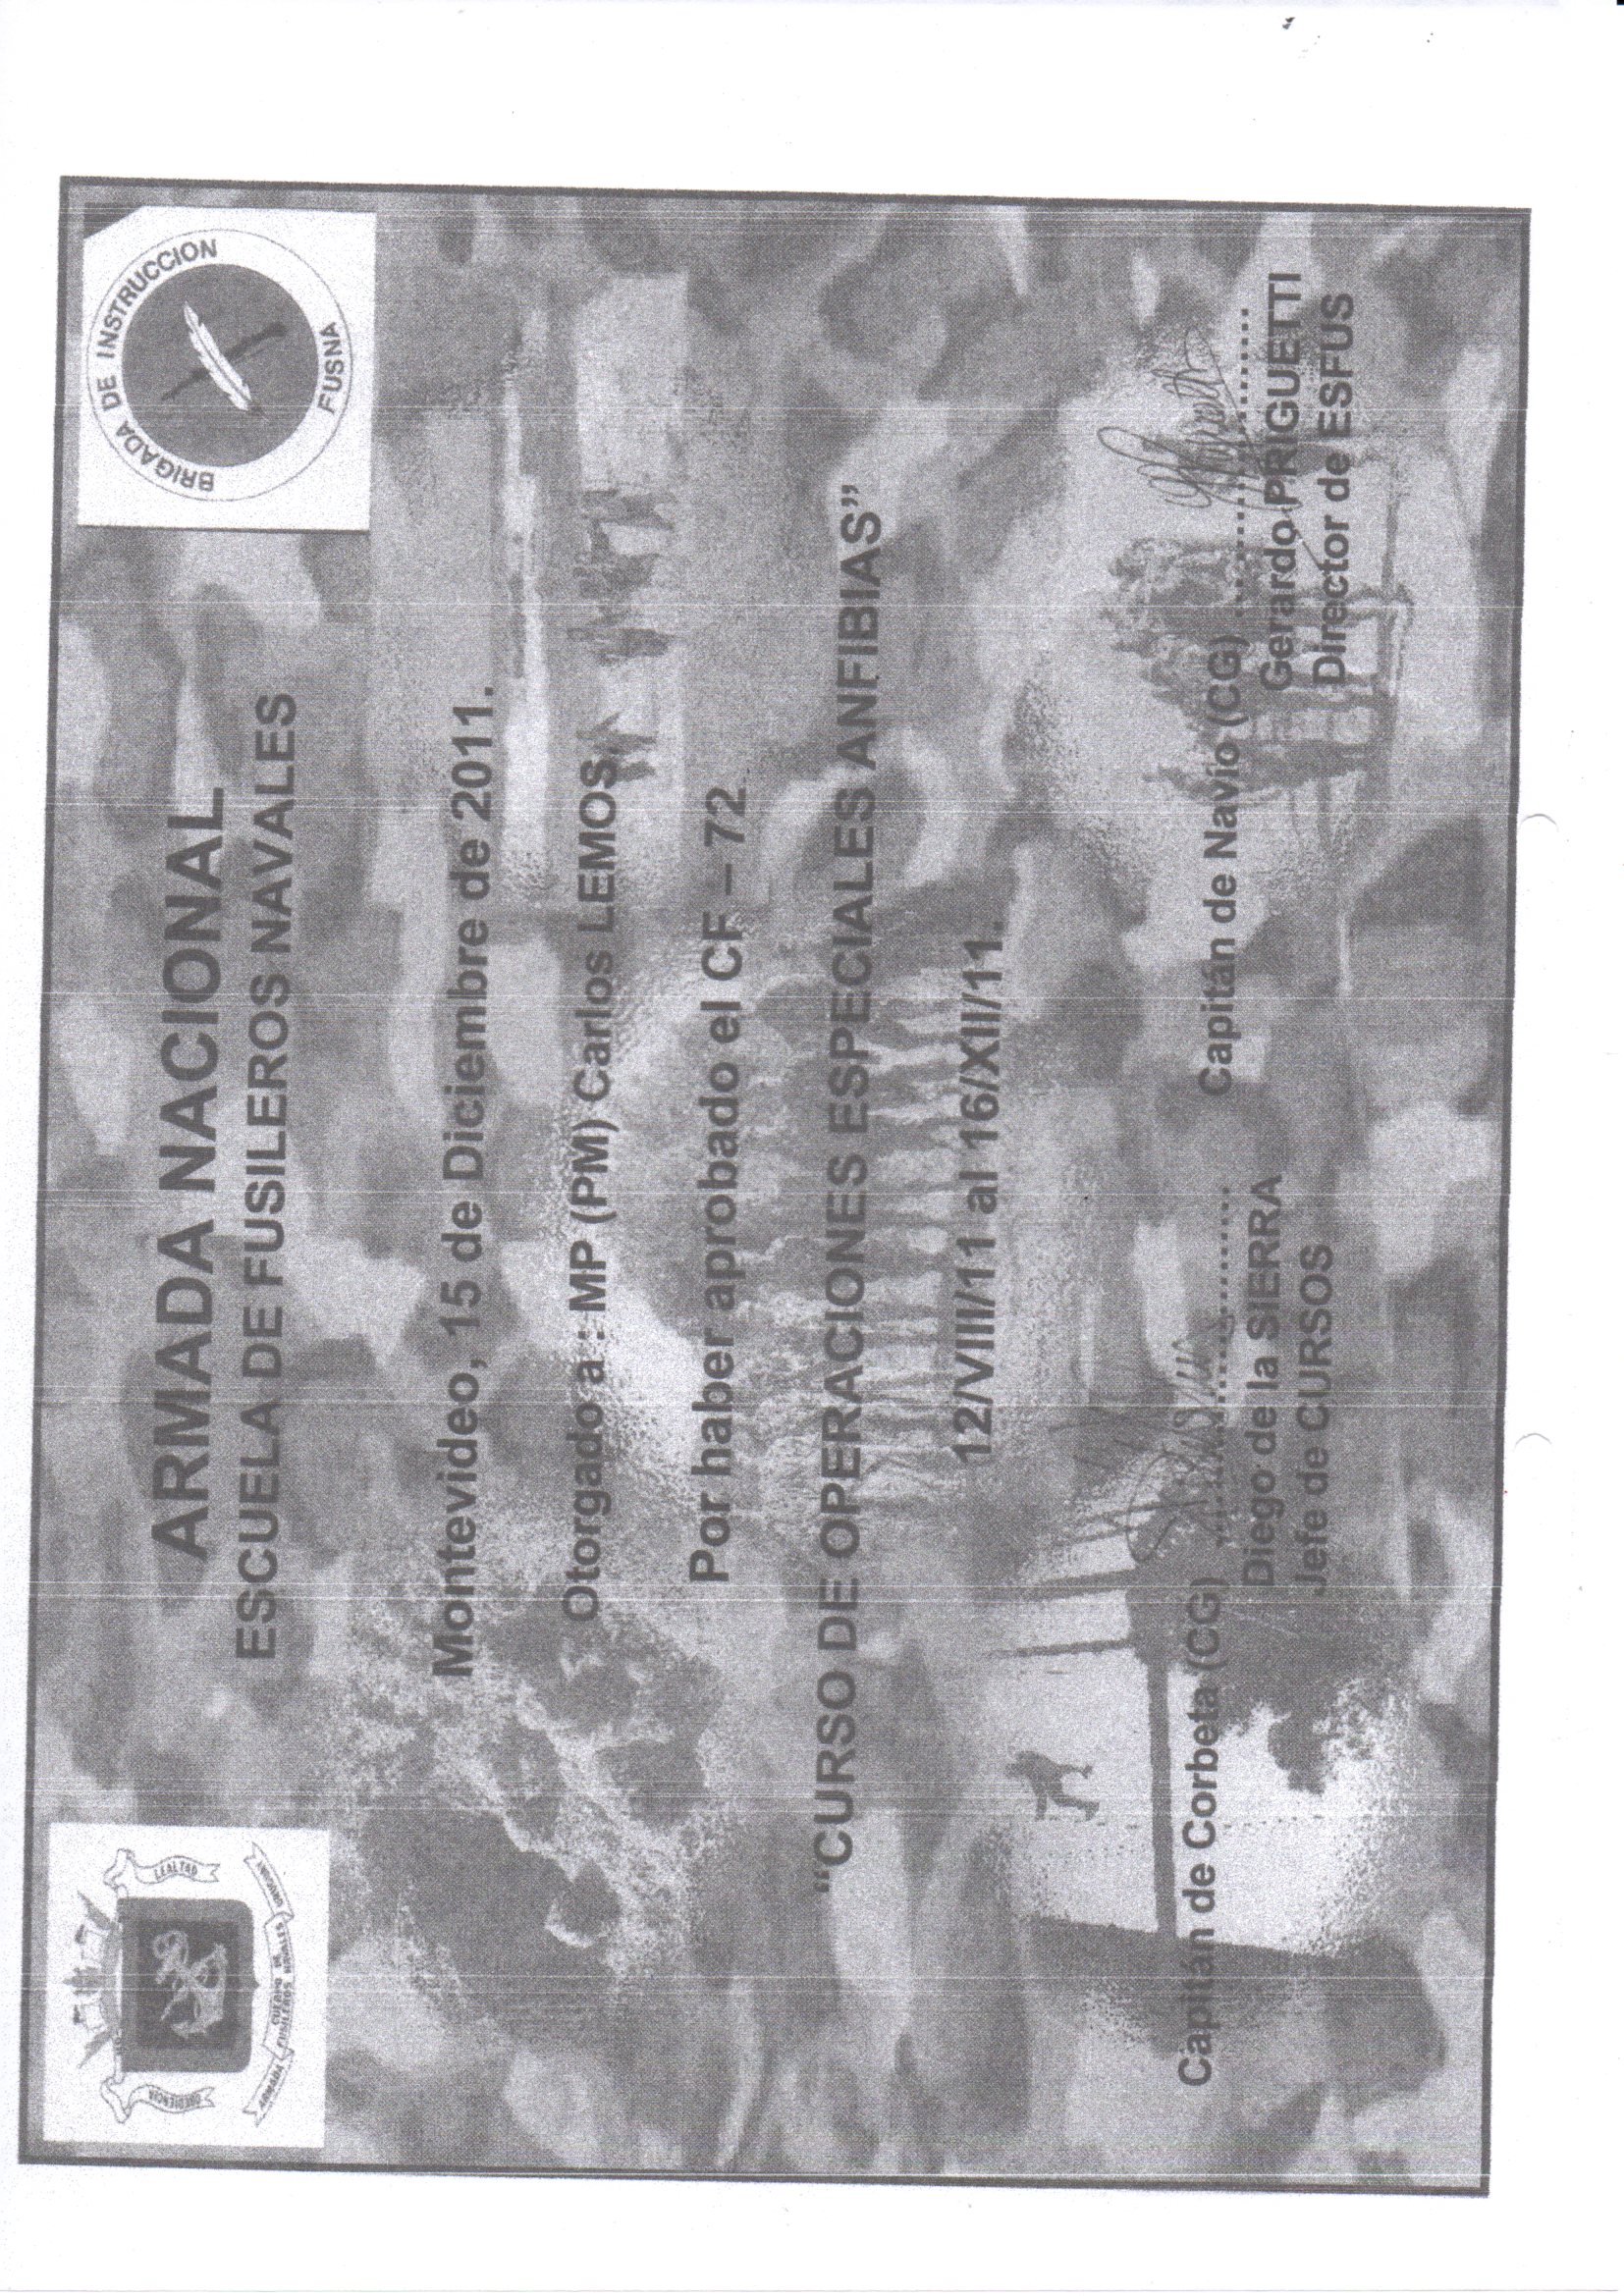 OBEDIENCIA
LEALTAD
ARMADA
CUERPO DE
FUSILEROS NAVALES
URUGUAY
BRIGADA DE INSTRUCCION
FUSNA
ARMADA NACIONAL
ESCUELA DE FUSILEROS NAVALES
Montevideo, 15 de Diciembre de 2011.
Otorgado a : MP (PM) Carlos LEMOS.
Por haber aprobado el CF – 72
“CURSO DE OPERACIONES ESPECIALES ANFIBIAS”
12/VIII/11 al 16/XII/11.
Capitán de Corbeta (CG) ..............................
Diego de la SIERRA
Jefe de CURSOS
Capitán de Navío (CG) .........................
Gerardo PRIGUETTI
Director de ESFUS